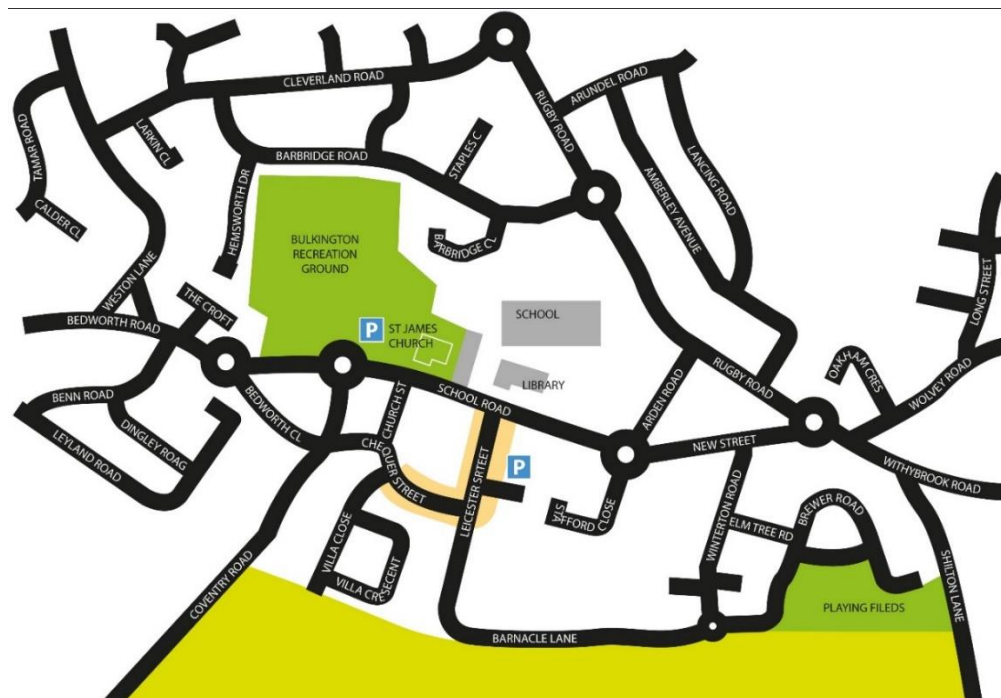 CLEVERLAND ROAD
RUGBY ROAD
ARUNDEL ROAD
TAMAR ROAD
LARKIN CL
BARBRIDGE ROAD
STAPLES C
AMBERLEY AVENUE
LANCING ROAD
CALDER CL
HEMSWORTH DR
BARBRIDGE CL
BULKINGTON
RECREATION
GROUND
WESTON LANE
THE CROFT
BEDWORTH ROAD
P
ST JAMES
CHURCH
SCHOOL
LONG STREET
LIBRARY
RUGBY ROAD
OAKHAM CRES
WOLVEY ROAD
BENN ROAD
LEYLAND ROAD
DINGLEY ROAG
BEDWORTH CL
CHURCH ST
SCHOOL ROAD
ARDEN ROAD
NEW STREET
WITHYBROOK ROAD
CHEQUER STREET
LEICESTER SRTEET
P
STAFFORD CLOSE
WINTERTON ROAD
ELM TREE RD
BREWER ROAD
COVENTRY ROAD
VILLA CLOSE
VILLA CRESECENT
SHILTON LANE
PLAYING FILEDS
BARNACLE LANE